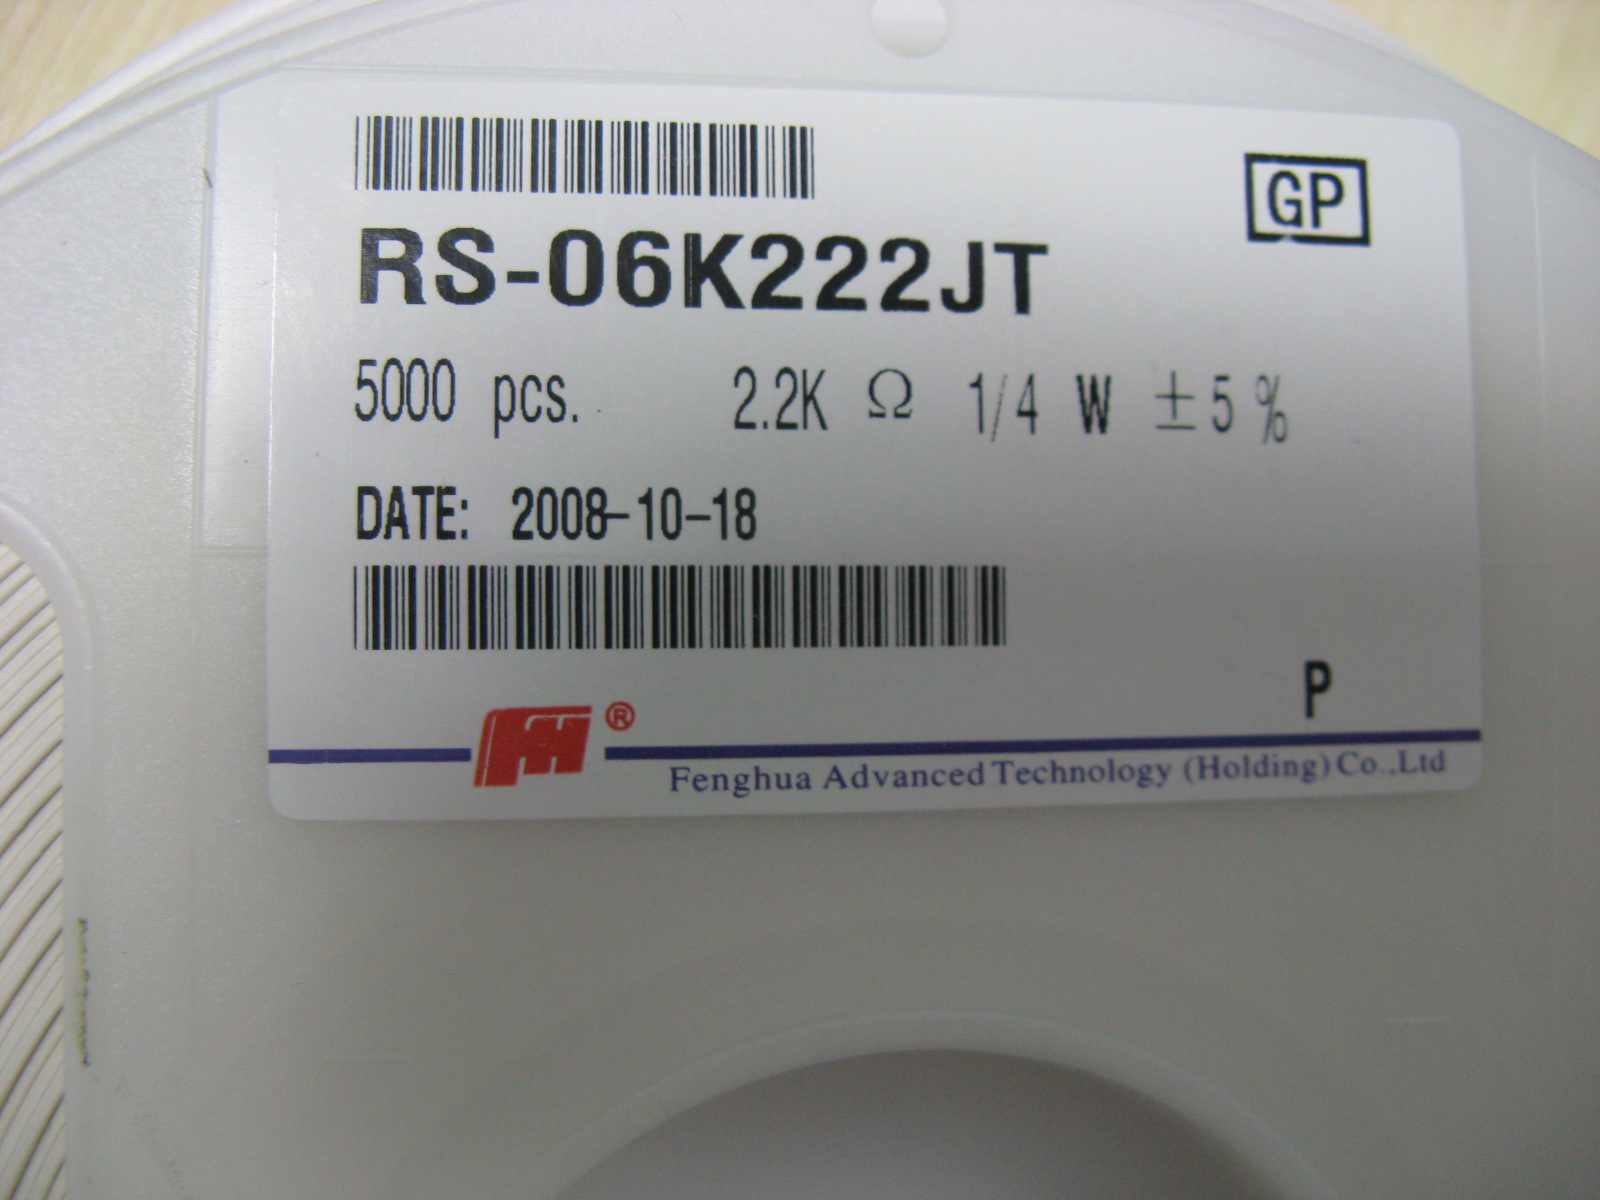 GP
RS-06K222JT
5000 pcs. 2.2K Ω 1/4 W ±5 %
DATE: 2008-10-18
P
FH ®
Fenghua Advanced Technology (Holding) Co.,Ltd